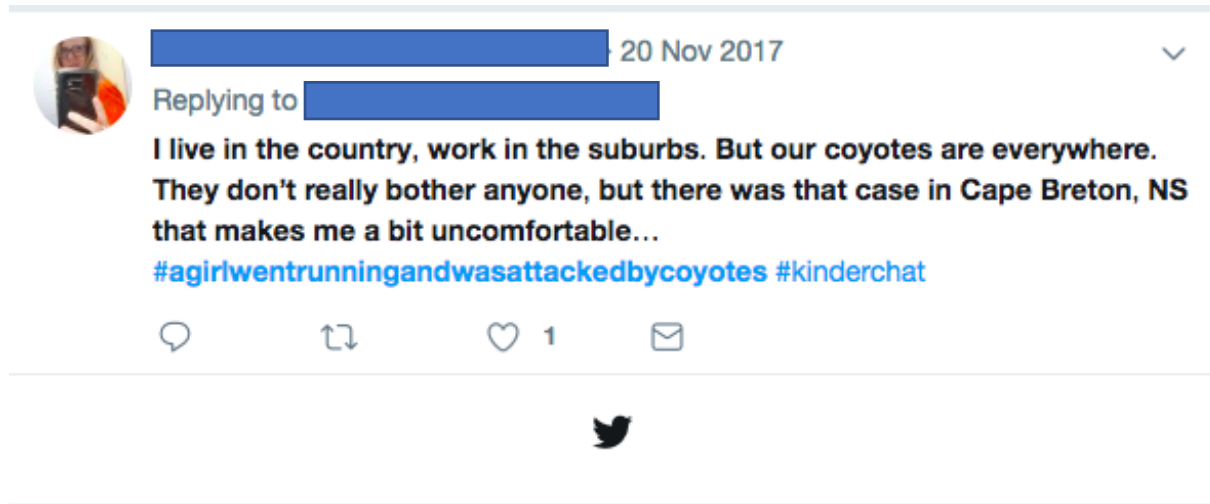 20 Nov 2017
Replying to
I live in the country, work in the suburbs. But our coyotes are everywhere.
They don't really bother anyone, but there was that case in Cape Breton, NS
that makes me a bit uncomfortable…
#agirlwentrunningandwasattackedbycoyotes #kinderchat
1